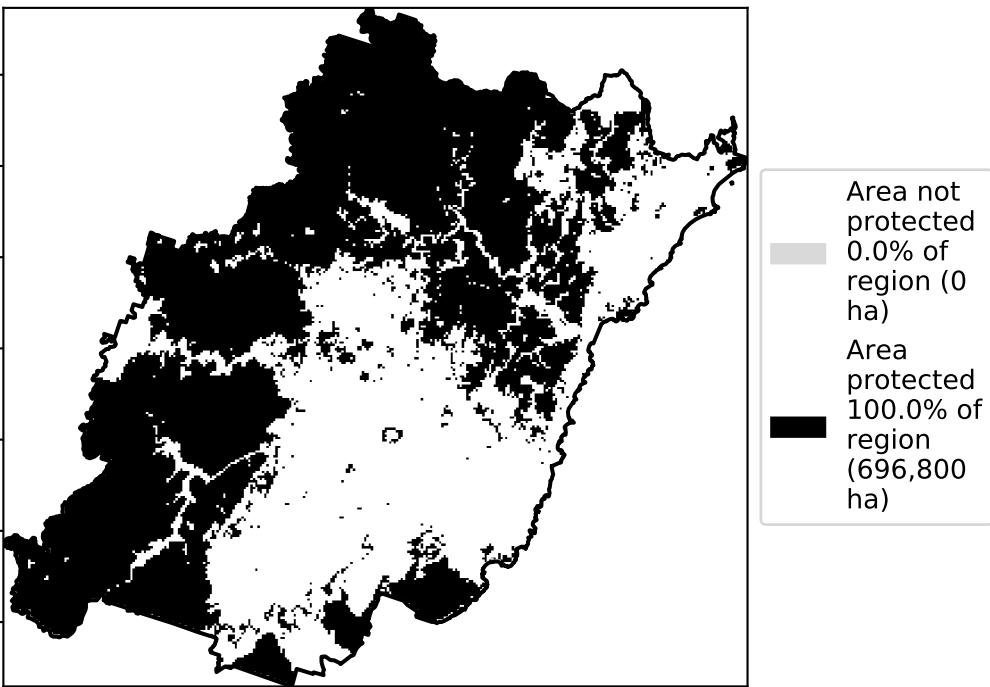 Area not
protected
0.0% of
region (0
ha)
Area
protected
100.0% of
region
(696,800
ha)